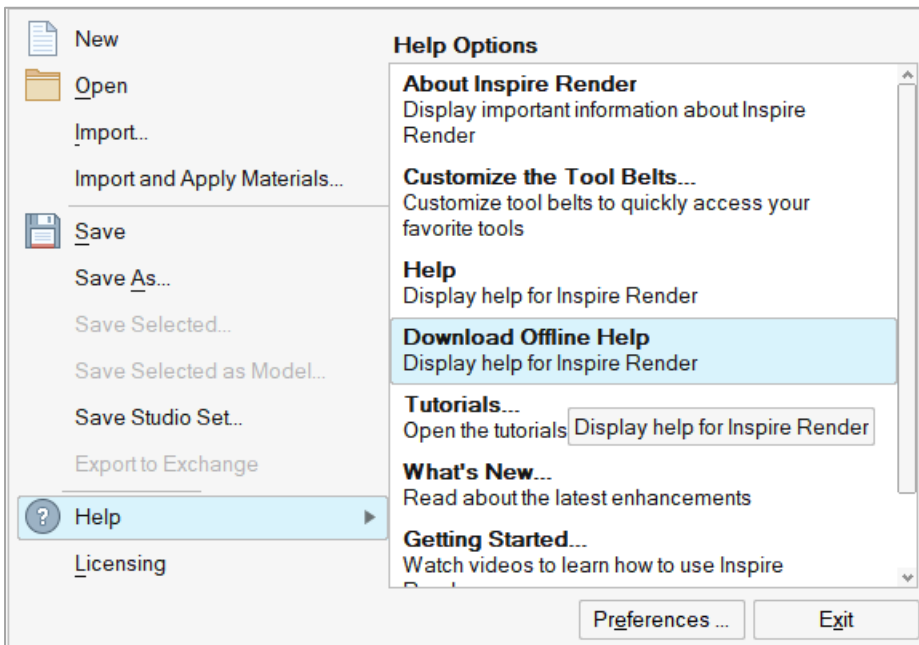 New
Open
Import...
Import and Apply Materials...
Save
Save As...
Save Selected...
Save Selected as Model...
Save Studio Set...
Export to Exchange
? Help
Licensing
Help Options
About Inspire Render
Display important information about Inspire
Render
Customize the Tool Belts...
Customize tool belts to quickly access your
favorite tools
Help
Display help for Inspire Render
Download Offline Help
Display help for Inspire Render
Tutorials...
Open the tutorials
Display help for Inspire Render
What's New...
Read about the latest enhancements
Getting Started...
Watch videos to learn how to use Inspire
Preferences ...
Exit